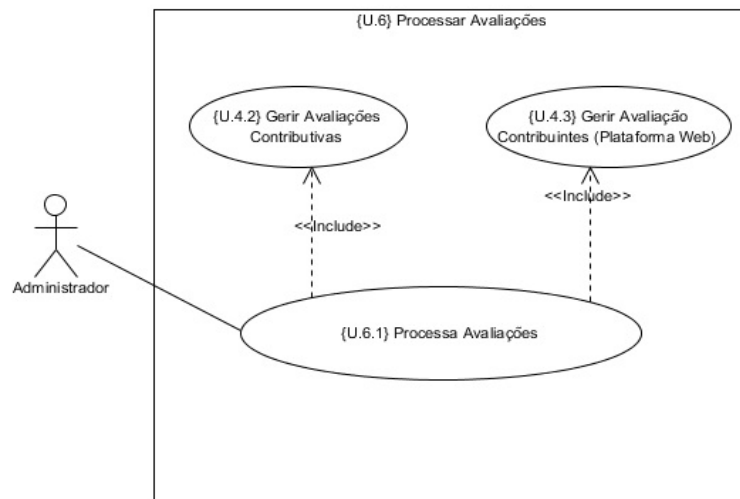 {U.6} Processar Avaliações
{U.4.2} Gerir Avaliações
Contributivas
{U.4.3} Gerir Avaliação
Contribuintes (Plataforma Web)
<<Include>>
<<Include>>
Administrador
{U.6.1} Processa Avaliações